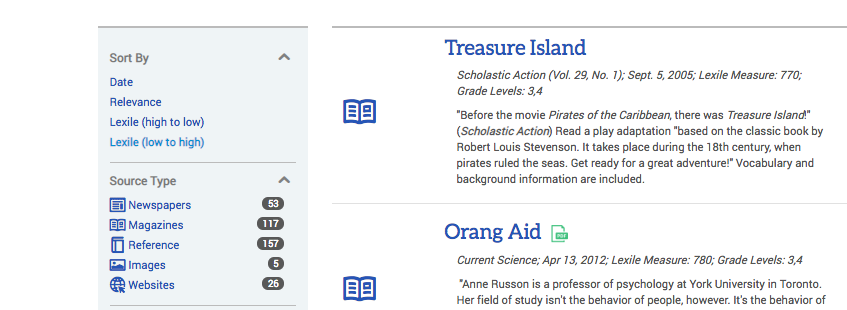 Sort By
Date
Relevance
Lexile (high to low)
Lexile (low to high)
Source Type
Newspapers 53
Magazines 117
Reference 157
Images 5
Websites 26
Treasure Island
Scholastic Action (Vol. 29, No. 1); Sept. 5, 2005; Lexile Measure: 770;
Grade Levels: 3,4
"Before the movie Pirates of the Caribbean, there was Treasure Island!"
(Scholastic Action) Read a play adaptation "based on the classic book by
Robert Louis Stevenson. It takes place during the 18th century, when
pirates ruled the seas. Get ready for a great adventure!" Vocabulary and
background information are included.
Orang Aid PDF
Current Science; Apr 13, 2012; Lexile Measure: 780; Grade Levels: 3,4
"Anne Russon is a professor of psychology at York University in Toronto.
Her field of study isn't the behavior of people, however. It's the behavior of